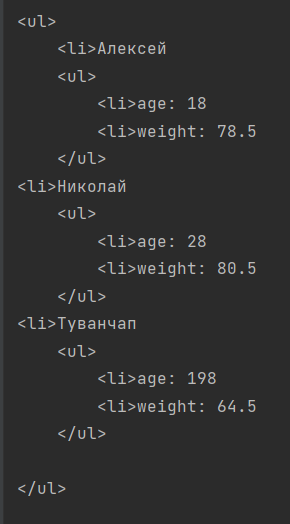 <ul>
    <li>Алексей
    <ul>
        <li>age: 18
        <li>weight: 78.5
    </ul>
<li>Николай
    <ul>
        <li>age: 28
        <li>weight: 80.5
    </ul>
<li>Туванчап
    <ul>
        <li>age: 198
        <li>weight: 64.5
    </ul>

</ul>